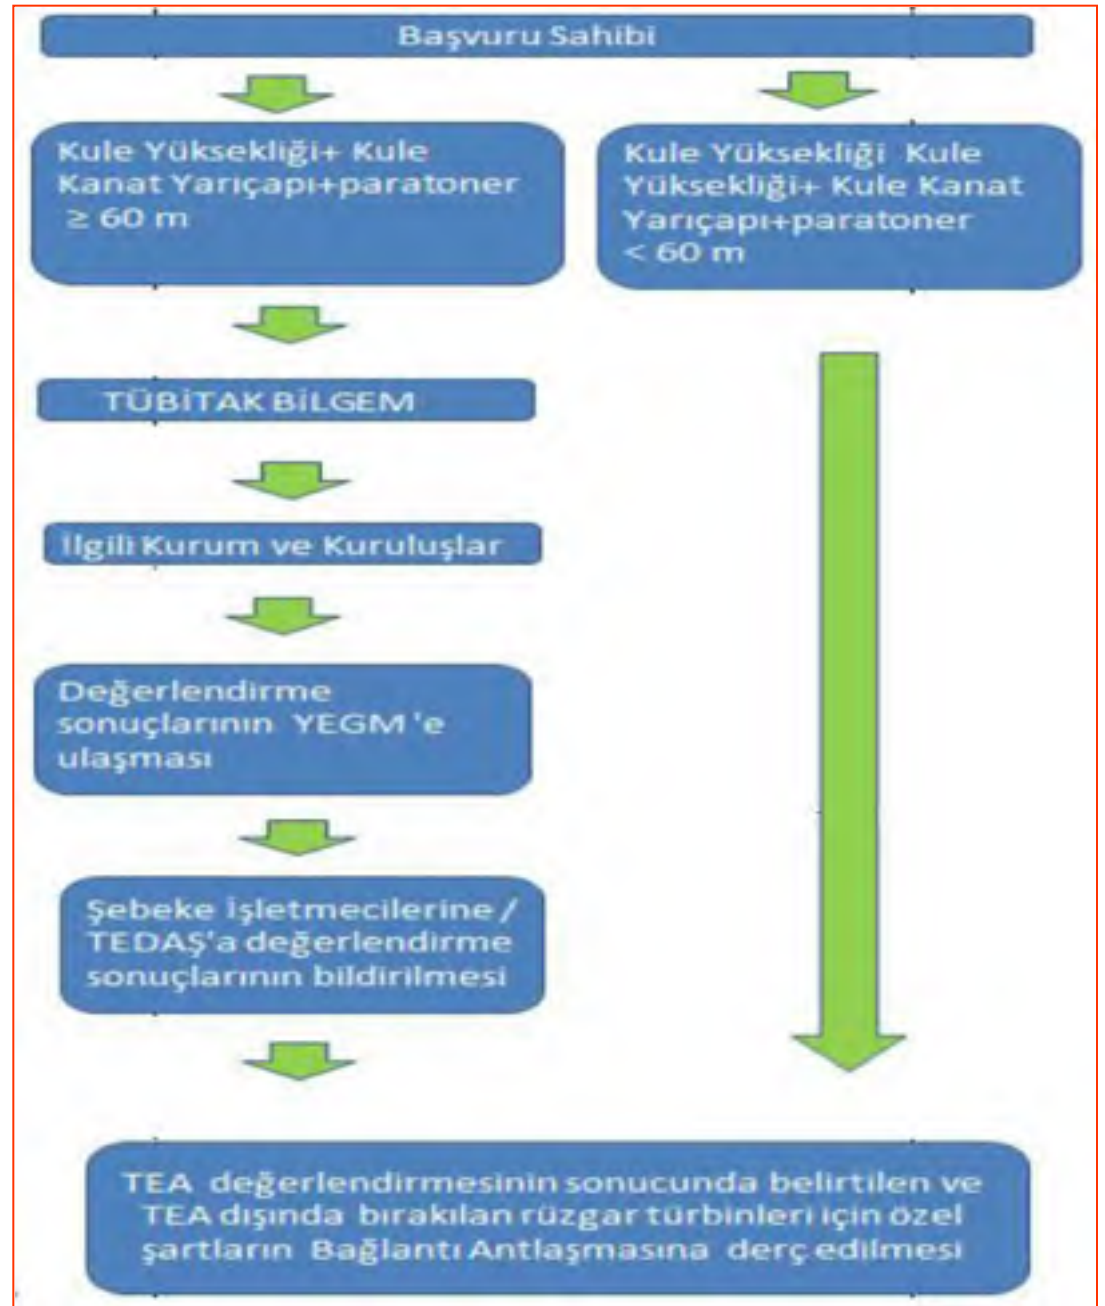 Başvuru Sahibi
Kule Yüksekliği+ Kule
Kanat Yarıçapı+paratoner
≥ 60 m
Kule Yüksekliği Kule
Yüksekliği+ Kule Kanat
Yarıçapı+paratoner
< 60 m
TÜBİTAK BİLGEM
İlgili Kurum ve Kuruluşlar
Değerlendirme
sonuçlarının YEGM 'e
ulaşması
Şebeke İşletmecilerine /
TEDAŞ'a değerlendirme
sonuçlarının bildirilmesi
TEA değerlendirmesinin sonucunda belirtilen ve
TEA dışında bırakılan rüzgar türbinleri için özel
şartların Bağlantı Antlaşmasına derç edilmesi